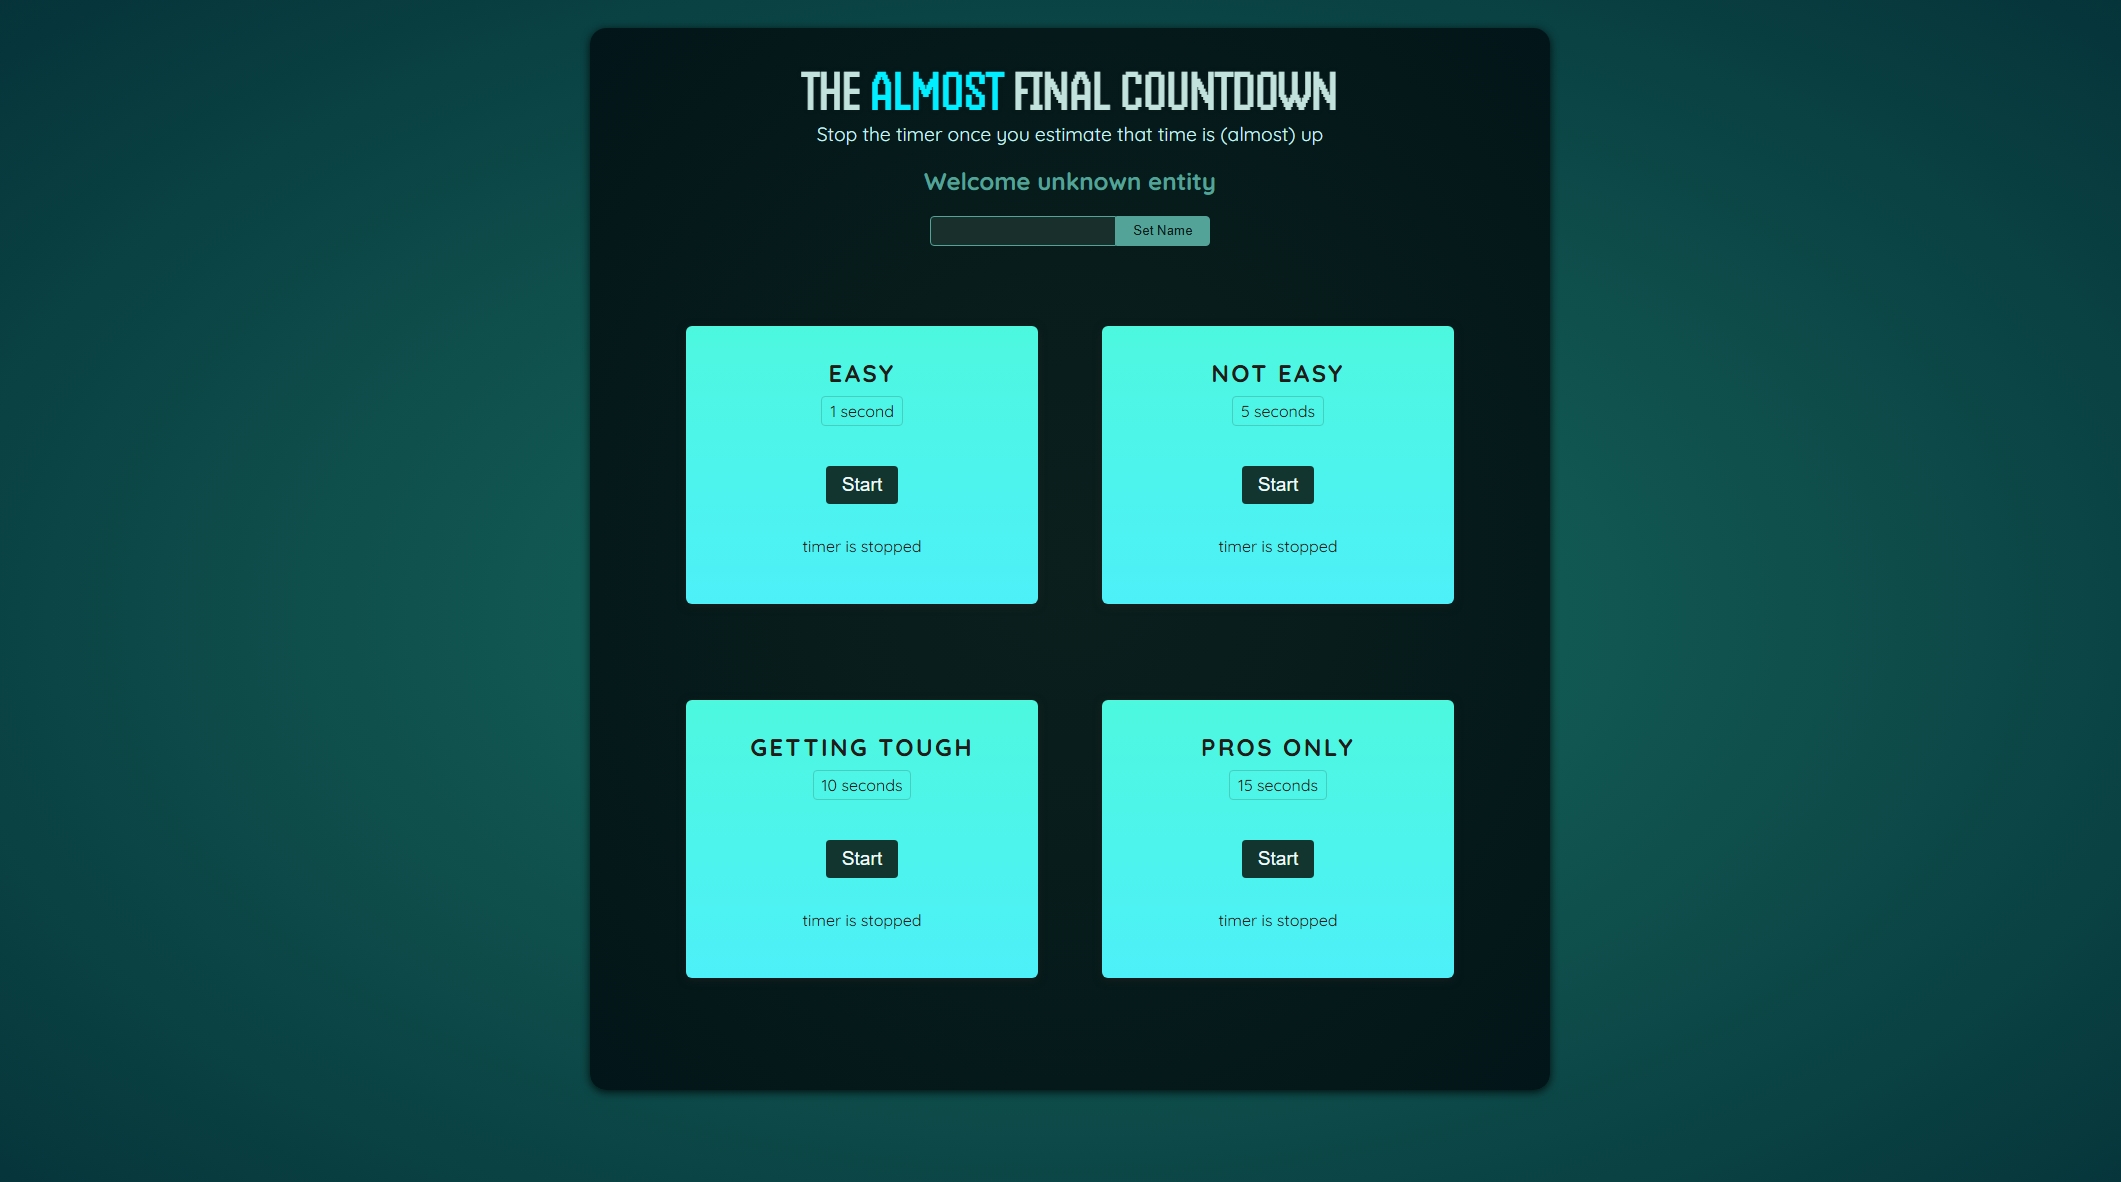 THE ALMOST FINAL COUNTDOWN
Stop the timer once you estimate that time is (almost) up
Welcome unknown entity
Set Name
EASY
1 second
Start
timer is stopped
NOT EASY
5 seconds
Start
timer is stopped
GETTING TOUGH
10 seconds
Start
timer is stopped
PROS ONLY
15 seconds
Start
timer is stopped